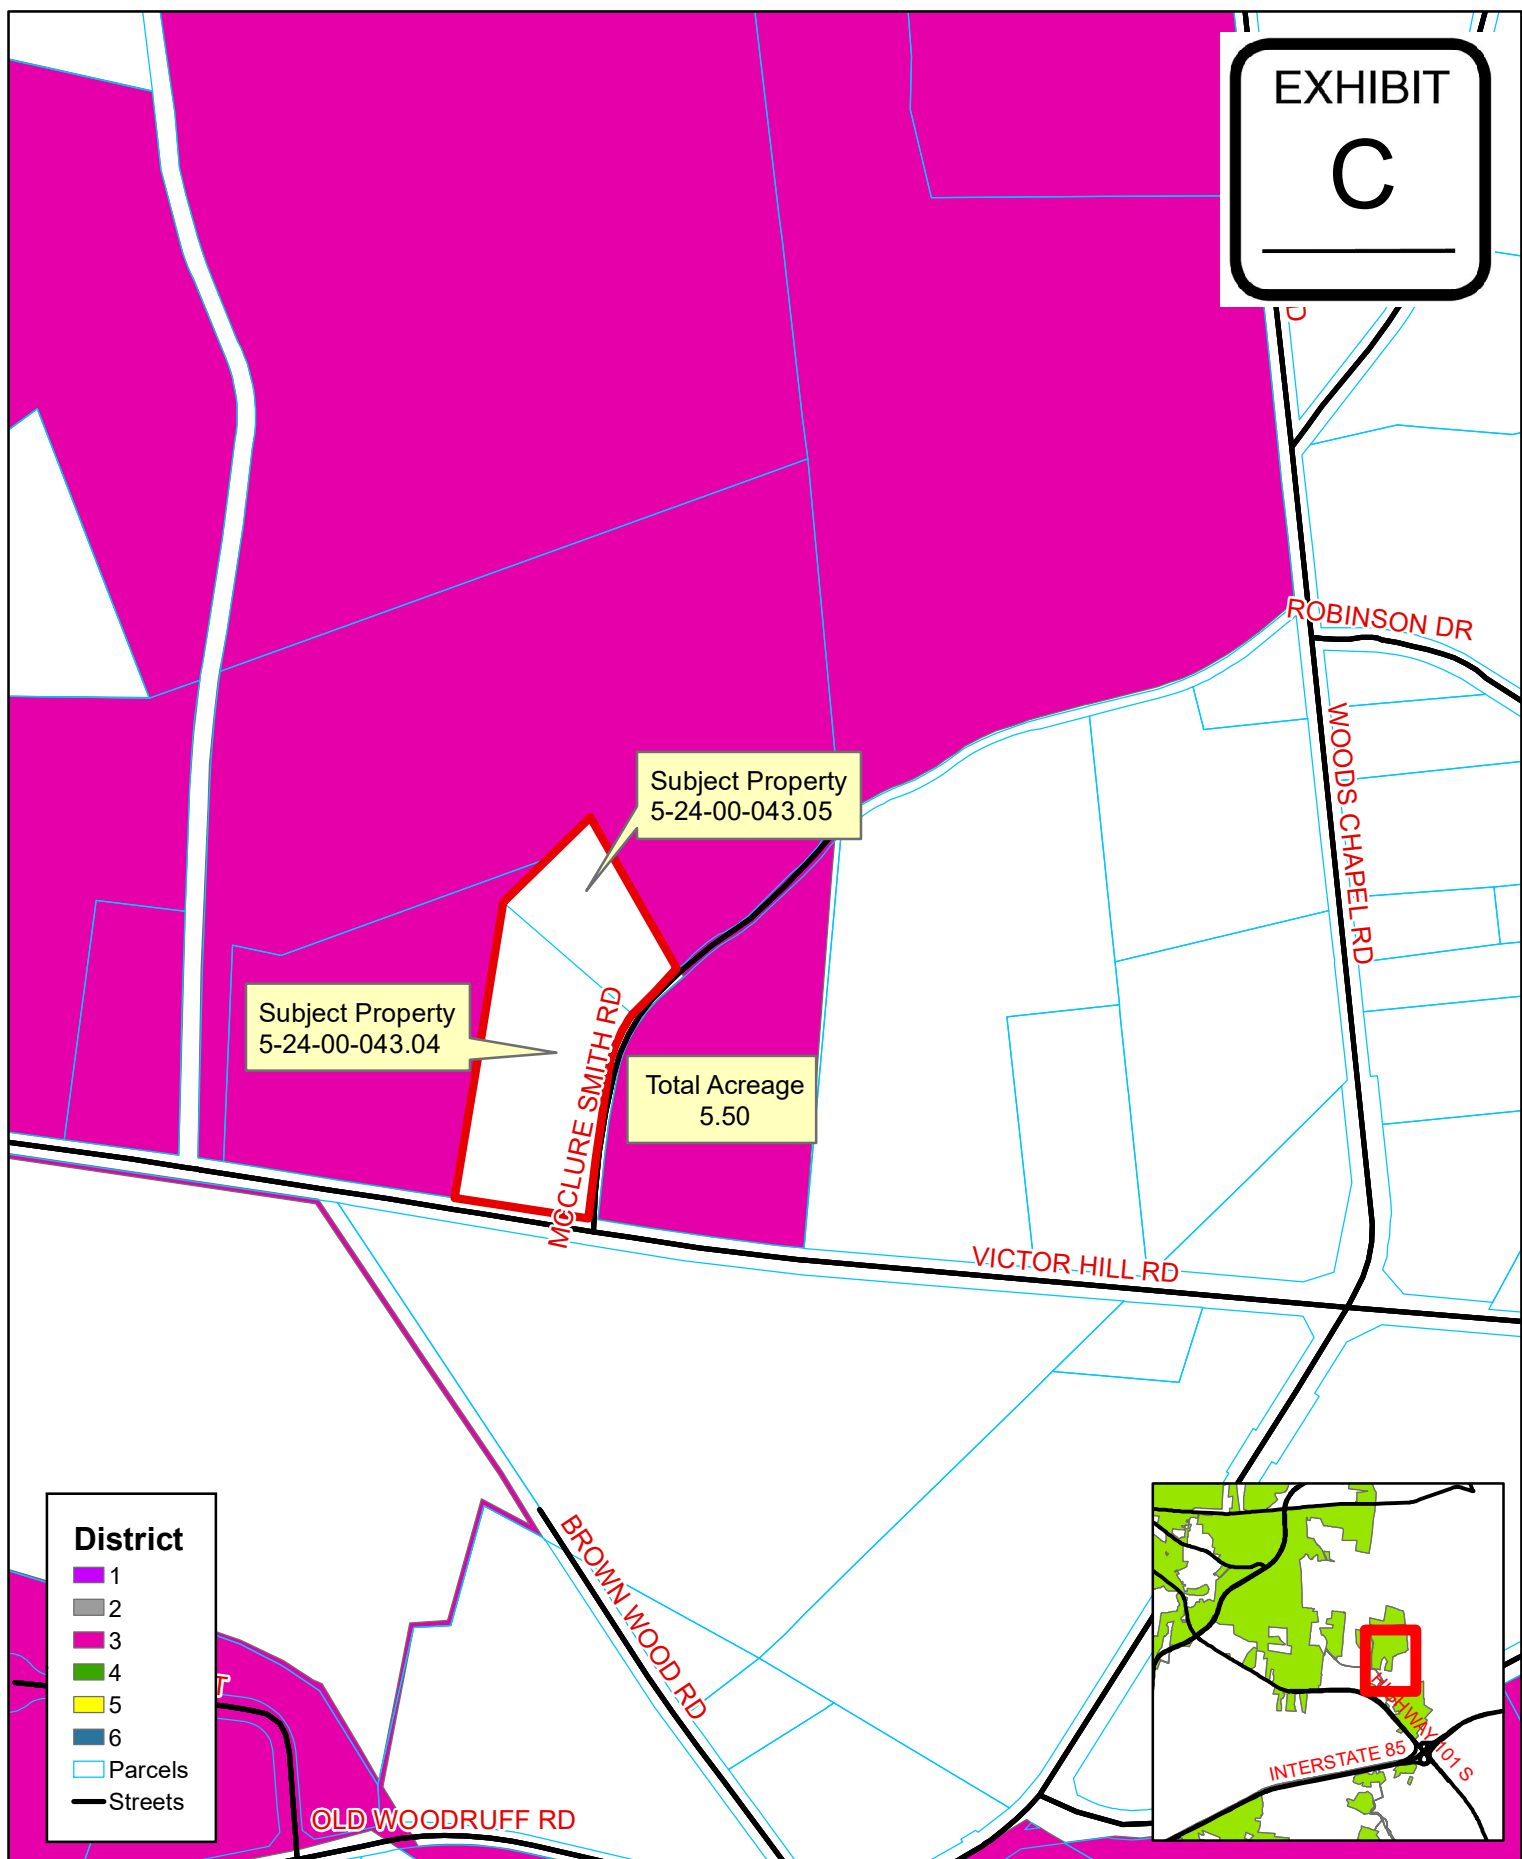 EXHIBIT
C
D
ROBINSON DR
WOODS CHAPEL RD
Subject Property
5-24-00-043.05
Subject Property
5-24-00-043.04
MCCLURE SMITH RD
Total Acreage
5.50
VICTOR HILL RD
BROWN WOOD RD
District
1
2
3
4
5
6
Parcels
Streets
T
OLD WOODRUFF RD
HIGHWAY 101 S
INTERSTATE 85